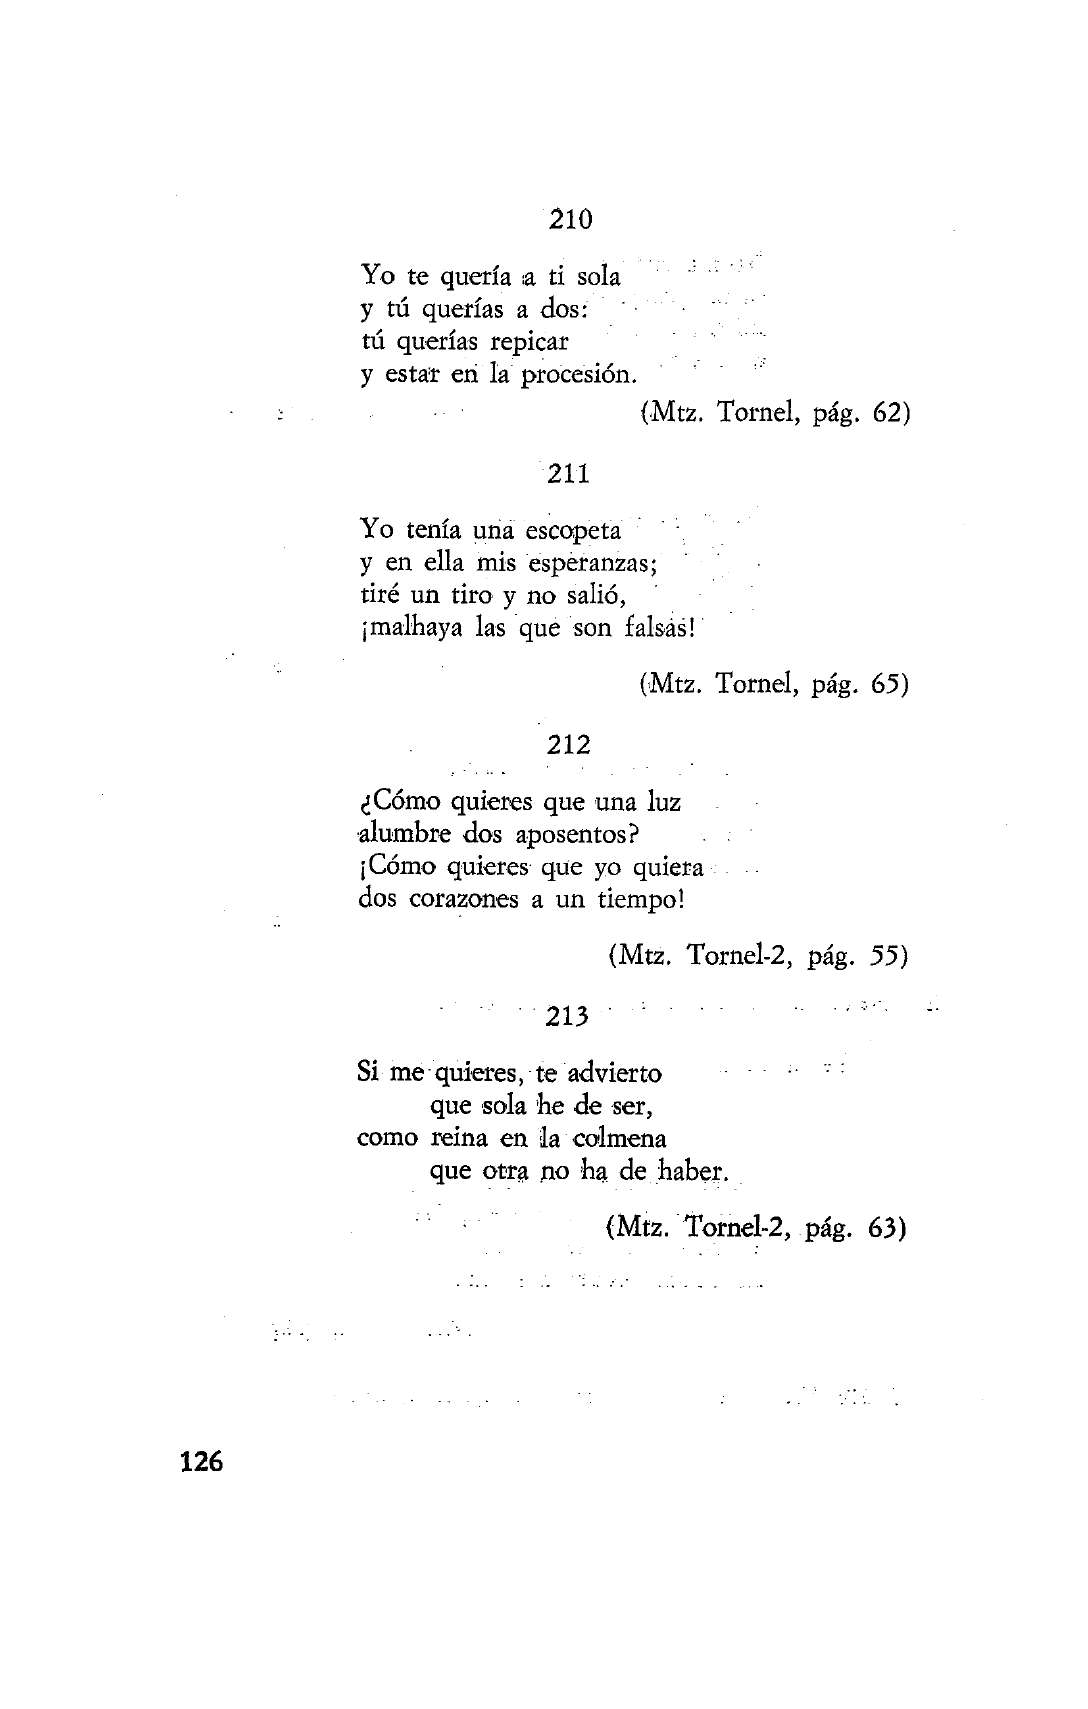 210
Yo te quería a ti sola
y tú querías a dos:
tú querías repicar
y estar en la procesión.
(Mtz. Tornel, pág. 62)
211
Yo tenía una escopeta
y en ella mis esperanzas;
tiré un tiro y no salió,
¡malhaya las que son falsas!
(Mtz. Tornel, pág. 65)
212
¿Cómo quieres que una luz
alumbre dos aposentos?
¡Cómo quieres que yo quiera
dos corazones a un tiempo!
(Mtz. Tornel-2, pág. 55)
213
Si me quieres, te advierto
que sola he de ser,
como reina en la colmena
que otra no ha de haber.
(Mtz. Tornel-2, pág. 63)
126